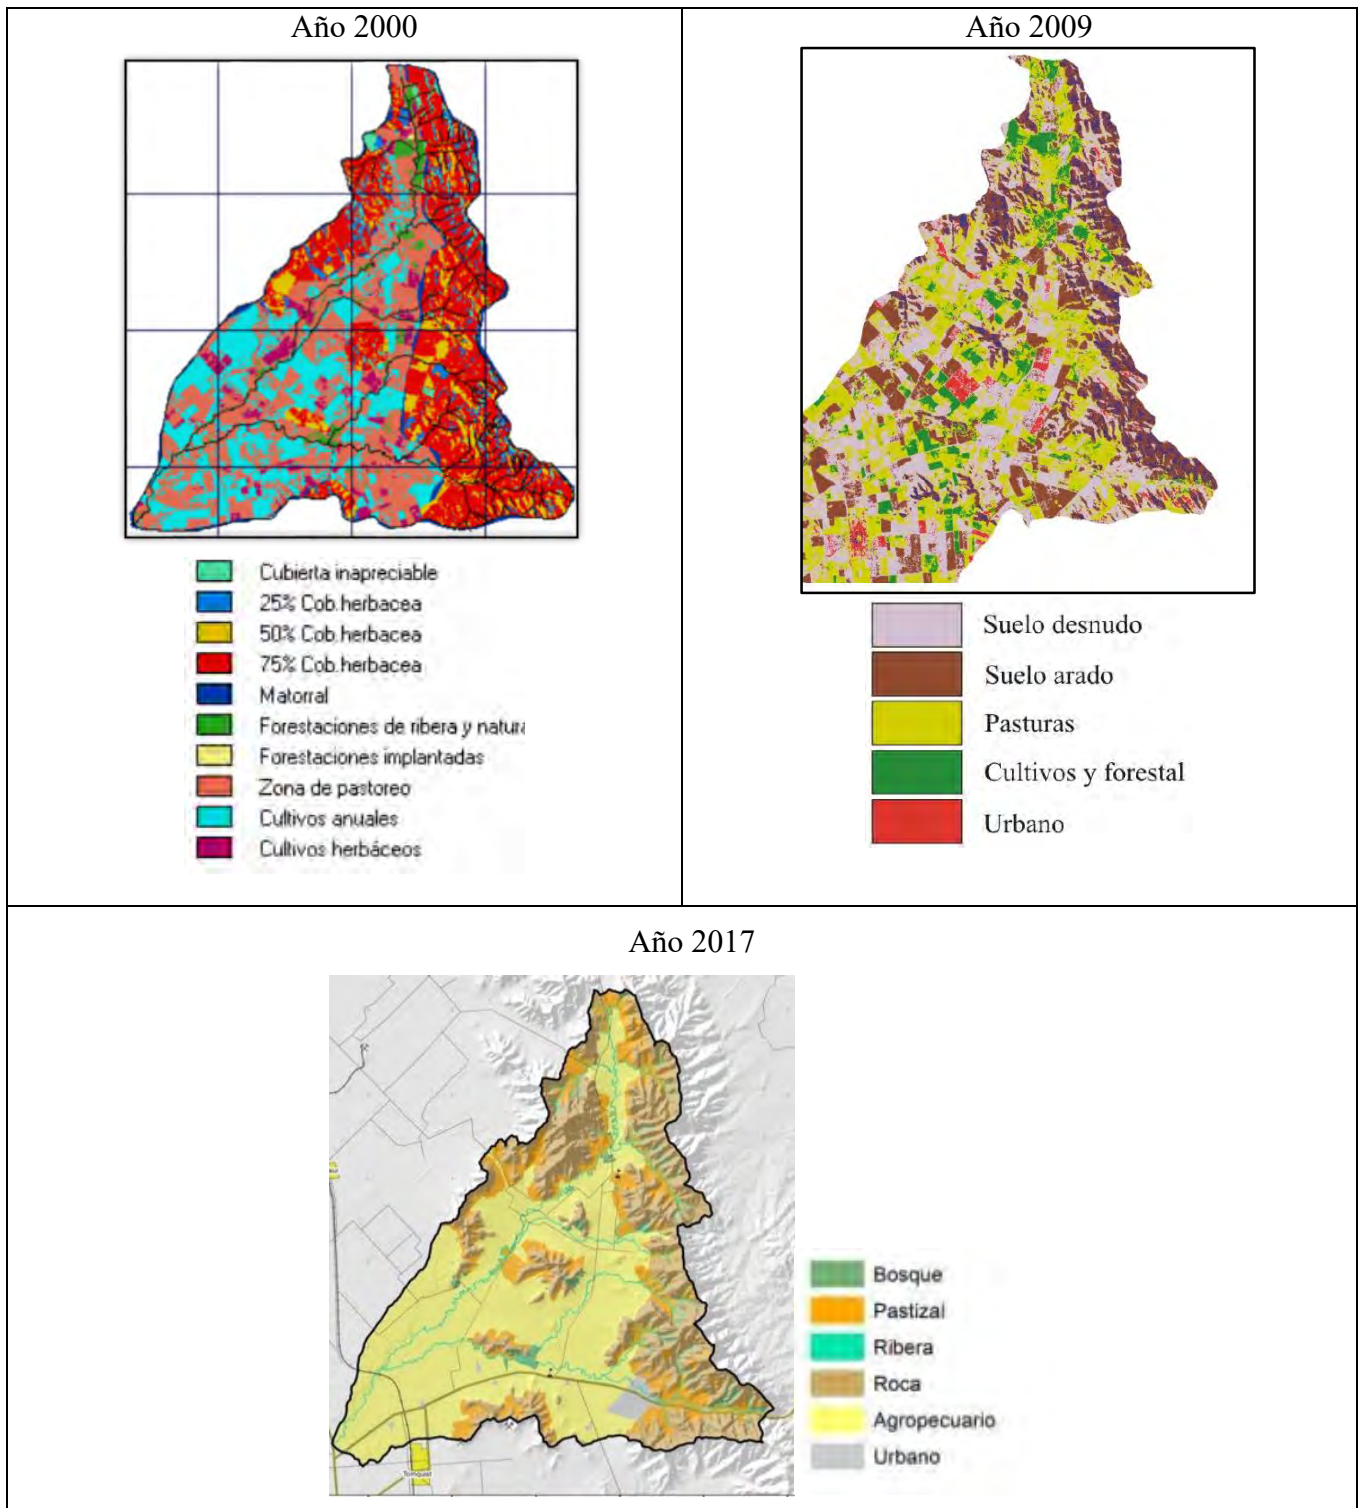 Año 2000
Cubierta inapreciable
25% Cob.herbacea
50% Cob.herbacea
75% Cob.herbacea
Matorral
Forestaciones de ribera y natura
Forestaciones implantadas
Zona de pastoreo
Cultivos anuales
Cultivos herbáceos
Año 2009
Suelo desnudo
Suelo arado
Pasturas
Cultivos y forestal
Urbano
Año 2017
Tornquist
Bosque
Pastizal
Ribera
Roca
Agropecuario
Urbano